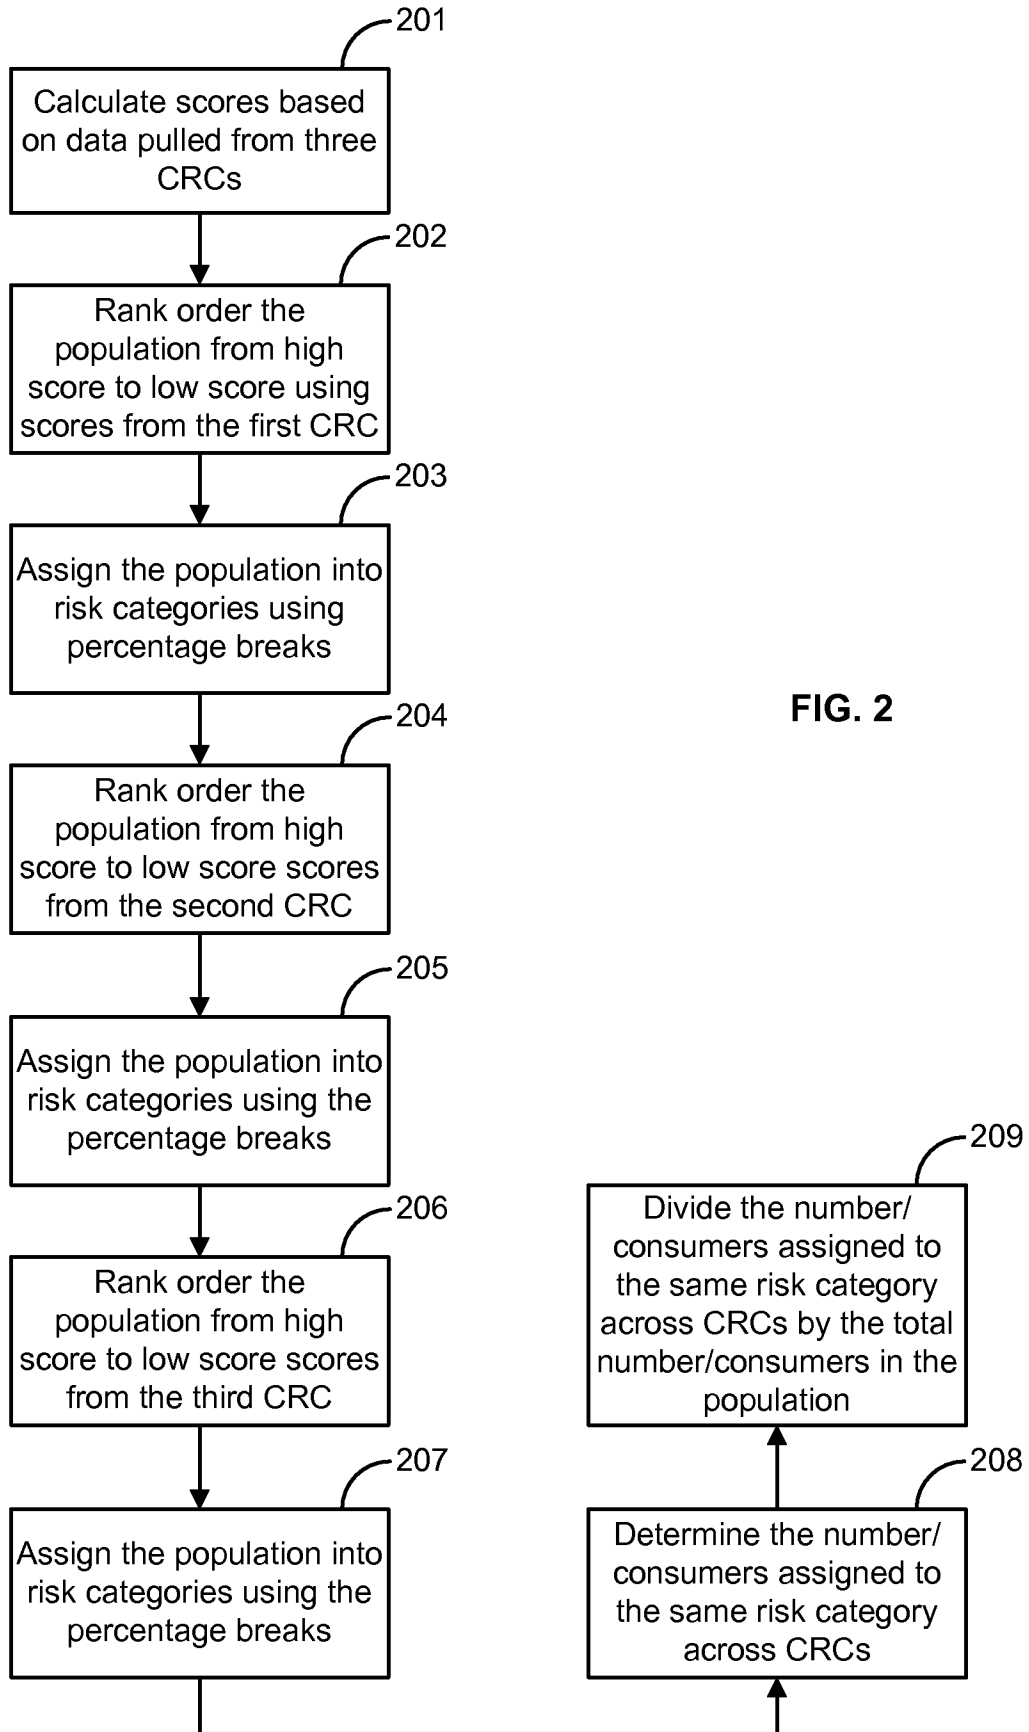 201
Calculate scores based
on data pulled from three
CRCs
202
Rank order the
population from high
score to low score using
scores from the first CRC
203
Assign the population into
risk categories using
percentage breaks
204
Rank order the
population from high
score to low score scores
from the second CRC
205
Assign the population into
risk categories using the
percentage breaks
206
Rank order the
population from high
score to low score scores
from the third CRC
207
Assign the population into
risk categories using the
percentage breaks
208
Determine the number/
consumers assigned to
the same risk category
across CRCs
209
Divide the number/
consumers assigned to
the same risk category
across CRCs by the total
number/consumers in the
population
FIG. 2